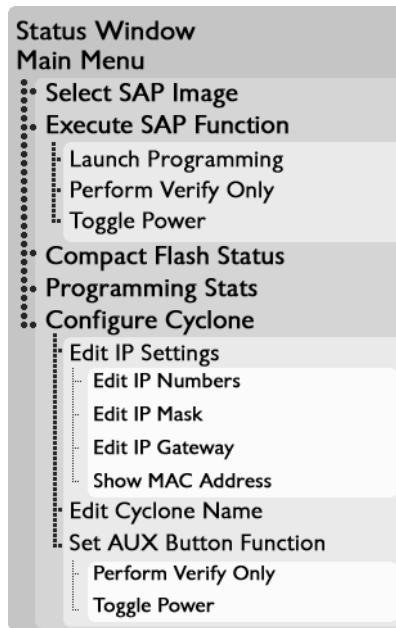 Status Window
Main Menu
Select SAP Image
Execute SAP Function
Launch Programming
Perform Verify Only
Toggle Power
Compact Flash Status
Programming Stats
Configure Cyclone
Edit IP Settings
Edit IP Numbers
Edit IP Mask
Edit IP Gateway
Show MAC Address
Edit Cyclone Name
Set AUX Button Function
Perform Verify Only
Toggle Power